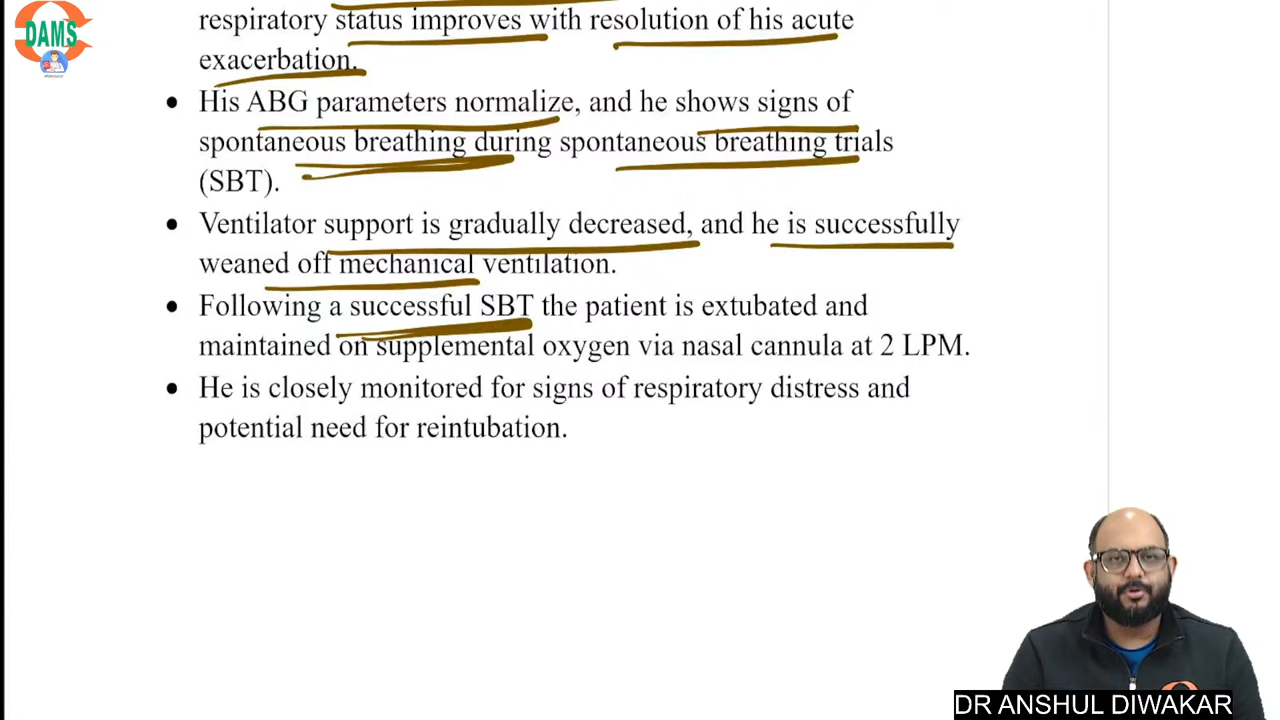 DAMS
respiratory status improves with resolution of his acute
exacerbation.
• His ABG parameters normalize, and he shows signs of
spontaneous breathing during spontaneous breathing trials
(SBT).
• Ventilator support is gradually decreased, and he is successfully
weaned off mechanical ventilation.
• Following a successful SBT the patient is extubated and
maintained on supplemental oxygen via nasal cannula at 2 LPM.
• He is closely monitored for signs of respiratory distress and
potential need for reintubation.
DR ANSHUL DIWAKAR